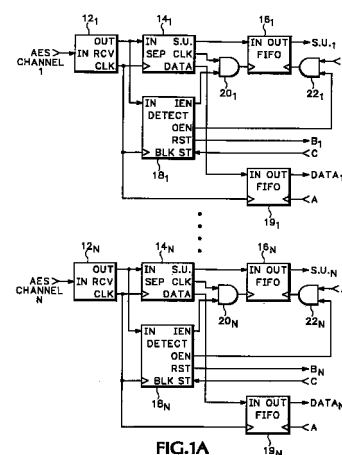 12₁ 14₁ 16₁
OUT IN S.U. IN OUT S.U.₁
AES CHANNEL 1
IN RCV SEP CLK FIFO
CLK DATA
20₁ 22₁
IN IEN
DETECT
OEN
RST B₁
BLK ST C
18₁
IN OUT DATA₁
FIFO
A
19₁
12N 14N 16N
OUT IN S.U. IN OUT S.U.N
AES CHANNEL N
IN RCV SEP CLK FIFO
CLK DATA
20N 22N
IN IEN
DETECT
OEN
RST BN
BLK ST C
18N
IN OUT DATAN
FIFO
A
19N
FIG.1A